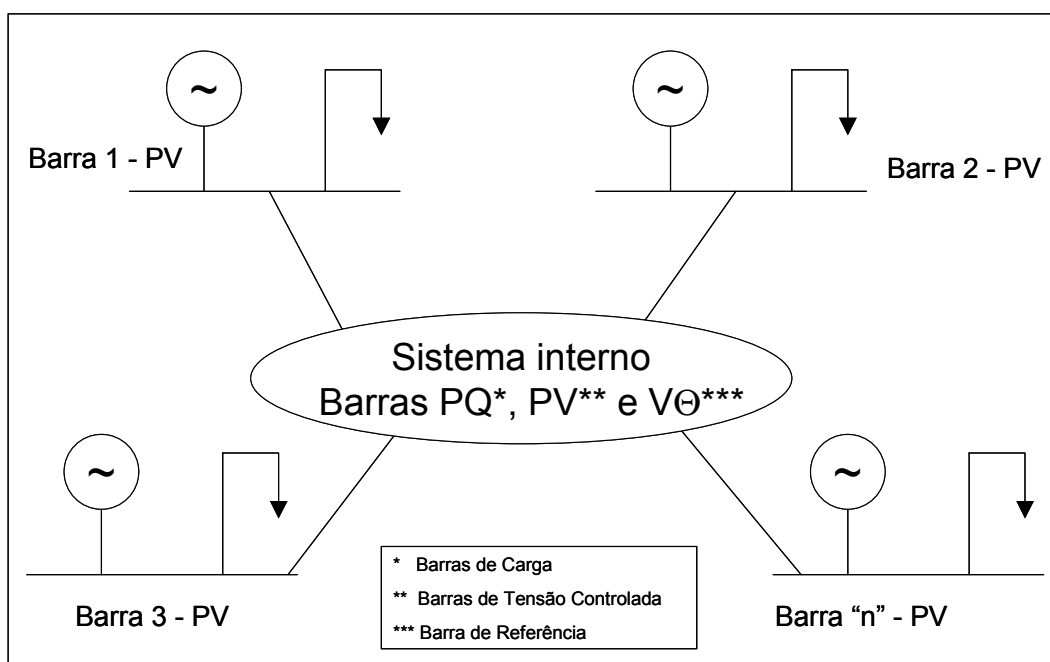 ~
~
Barra 1 - PV
Barra 2 - PV
Sistema interno
Barras PQ*, PV** e VΘ***
~
~
* Barras de Carga
** Barras de Tensão Controlada
*** Barra de Referência
Barra 3 - PV
Barra “n” - PV